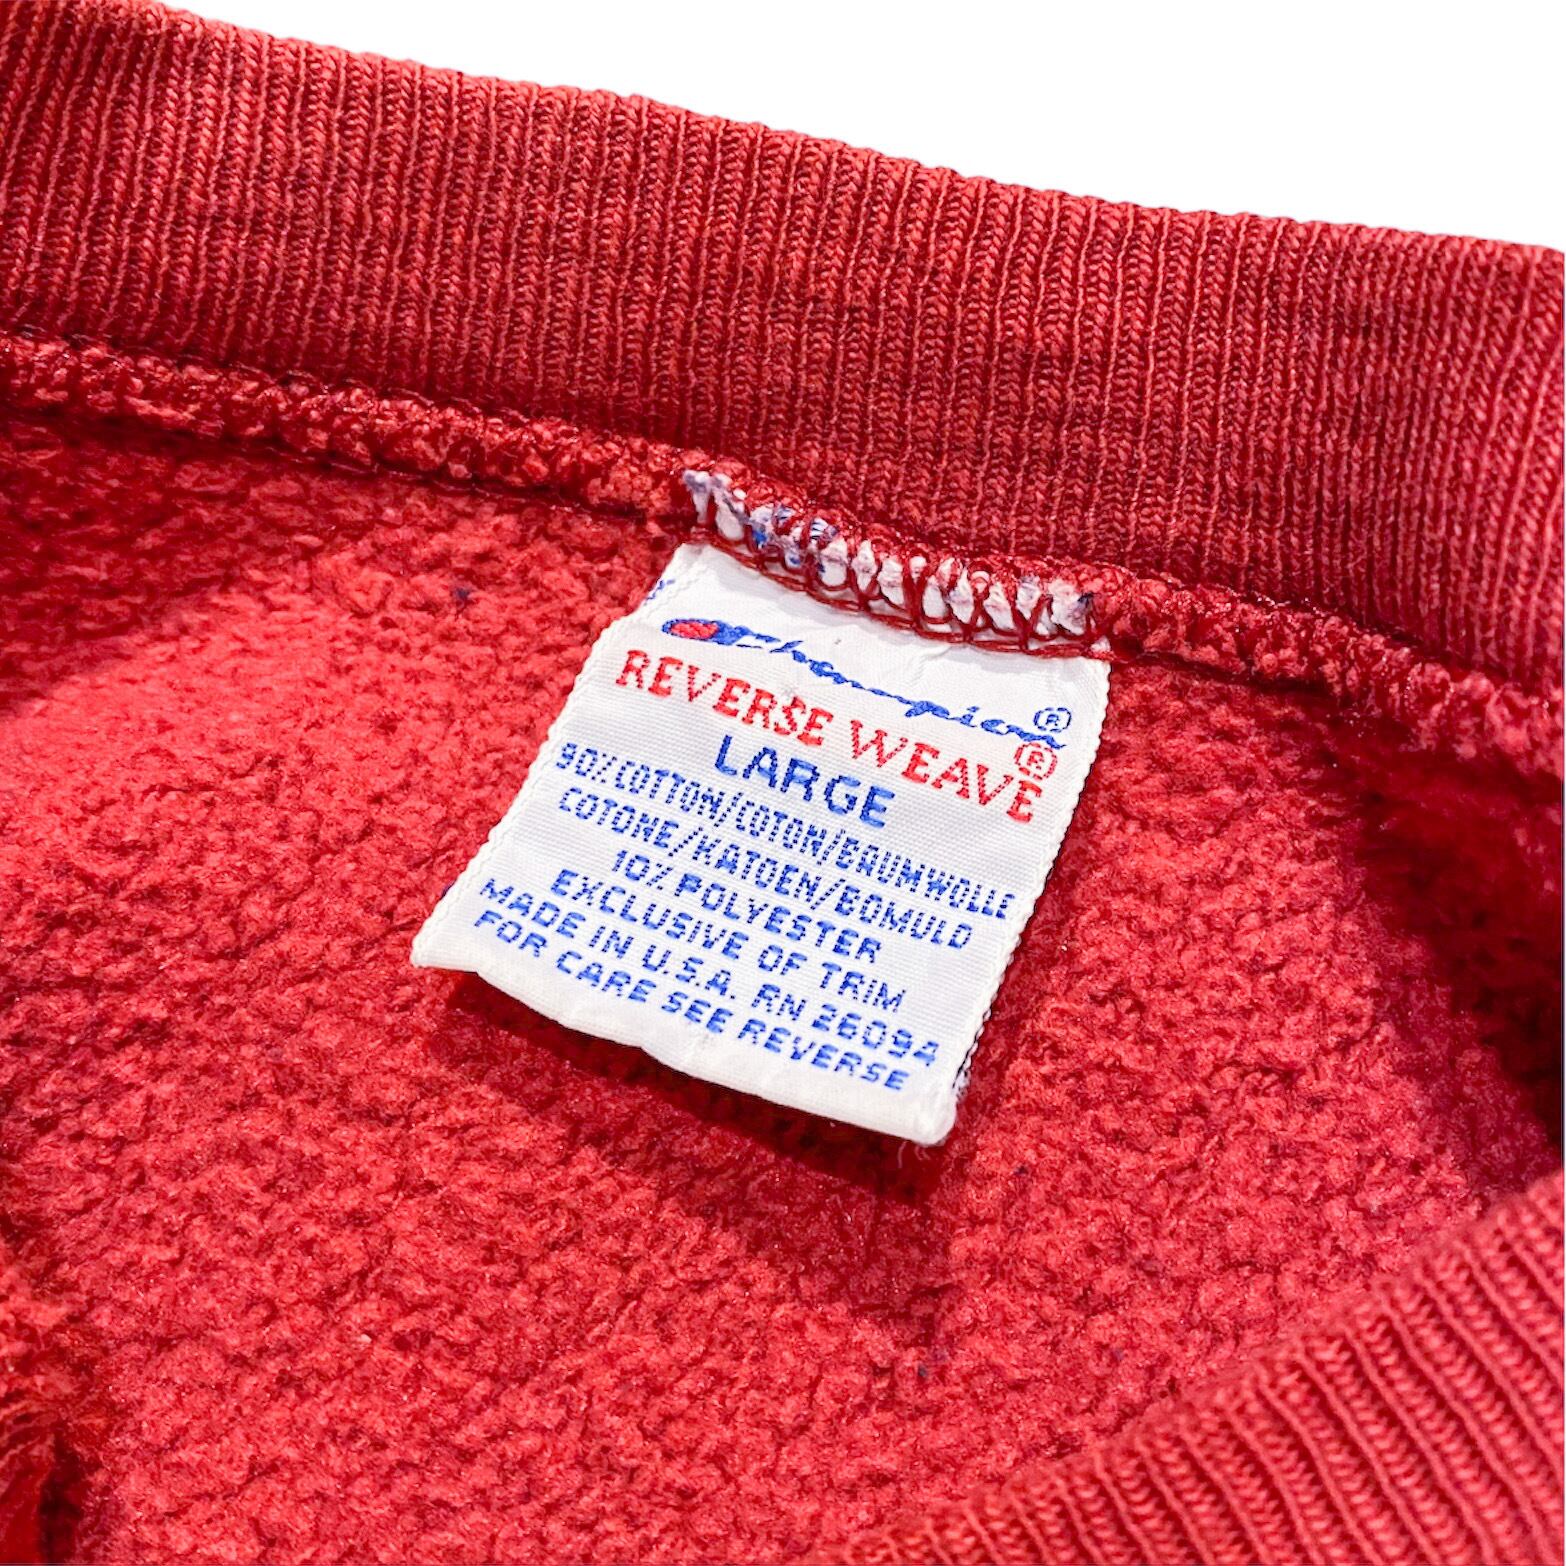 Champion®
REVERSE WEAVE®
LARGE
90% COTTON/COTON/BAUMWOLLE
COTONE/KATOEN/BOMULD
10% POLYESTER
EXCLUSIVE OF TRIM
MADE IN U.S.A. RN 26094
FOR CARE SEE REVERSE